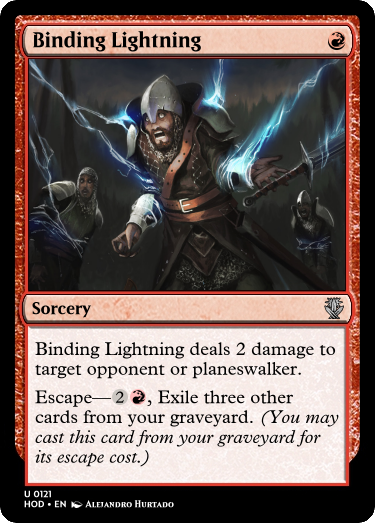 Binding Lightning
Sorcery
Binding Lightning deals 2 damage to
target opponent or planeswalker.
Escape—2 R, Exile three other
cards from your graveyard. (You may
cast this card from your graveyard for
its escape cost.)
U 0121
HOD • EN Alejandro Hurtado